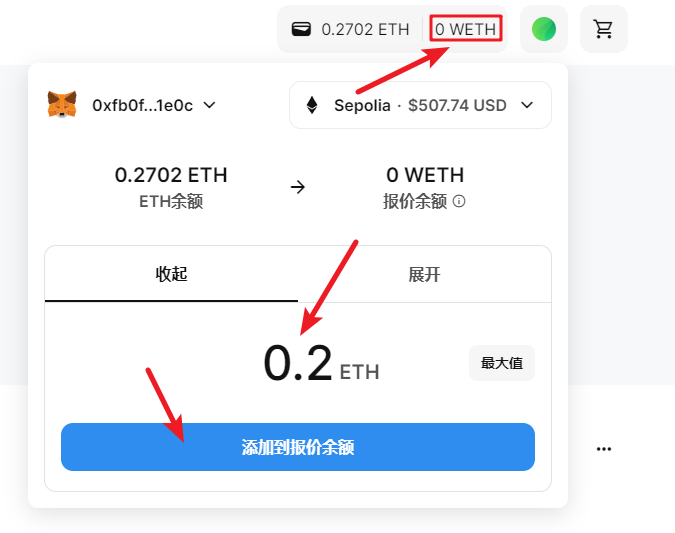 0.2702 ETH 0 WETH
0xfb0f...1e0c Sepolia · $507.74 USD
0.2702 ETH 0 WETH
ETH余额 报价余额
收起 展开
0.2 ETH 最大值
添加到报价余额